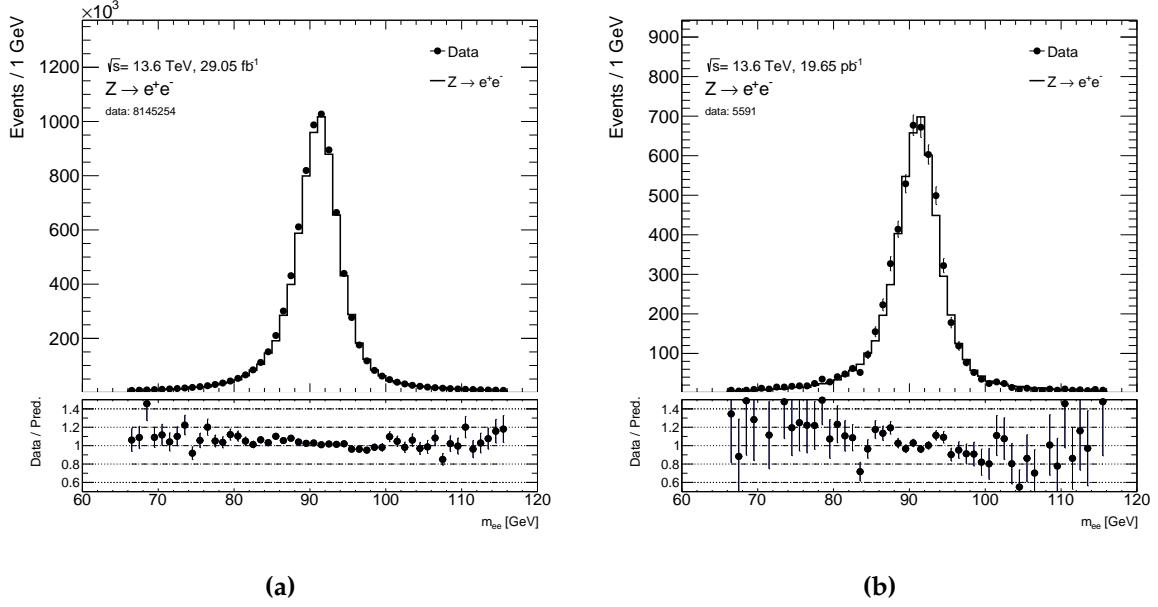 ×10³
Events / 1 GeV
1200
1000
800
600
400
200
√s= 13.6 TeV, 29.05 fb⁻¹
Z → e⁺e⁻
data: 8145254
Data
Z → e⁺e⁻
Data / Pred.
1.4
1.2
1
0.8
0.6
60 70 80 90 100 110 120
mₑₑ [GeV]
(a)
Events / 1 GeV
900
800
700
600
500
400
300
200
100
√s= 13.6 TeV, 19.65 pb⁻¹
Z → e⁺e⁻
data: 5591
Data
Z → e⁺e⁻
Data / Pred.
1.4
1.2
1
0.8
0.6
60 70 80 90 100 110 120
mₑₑ [GeV]
(b)